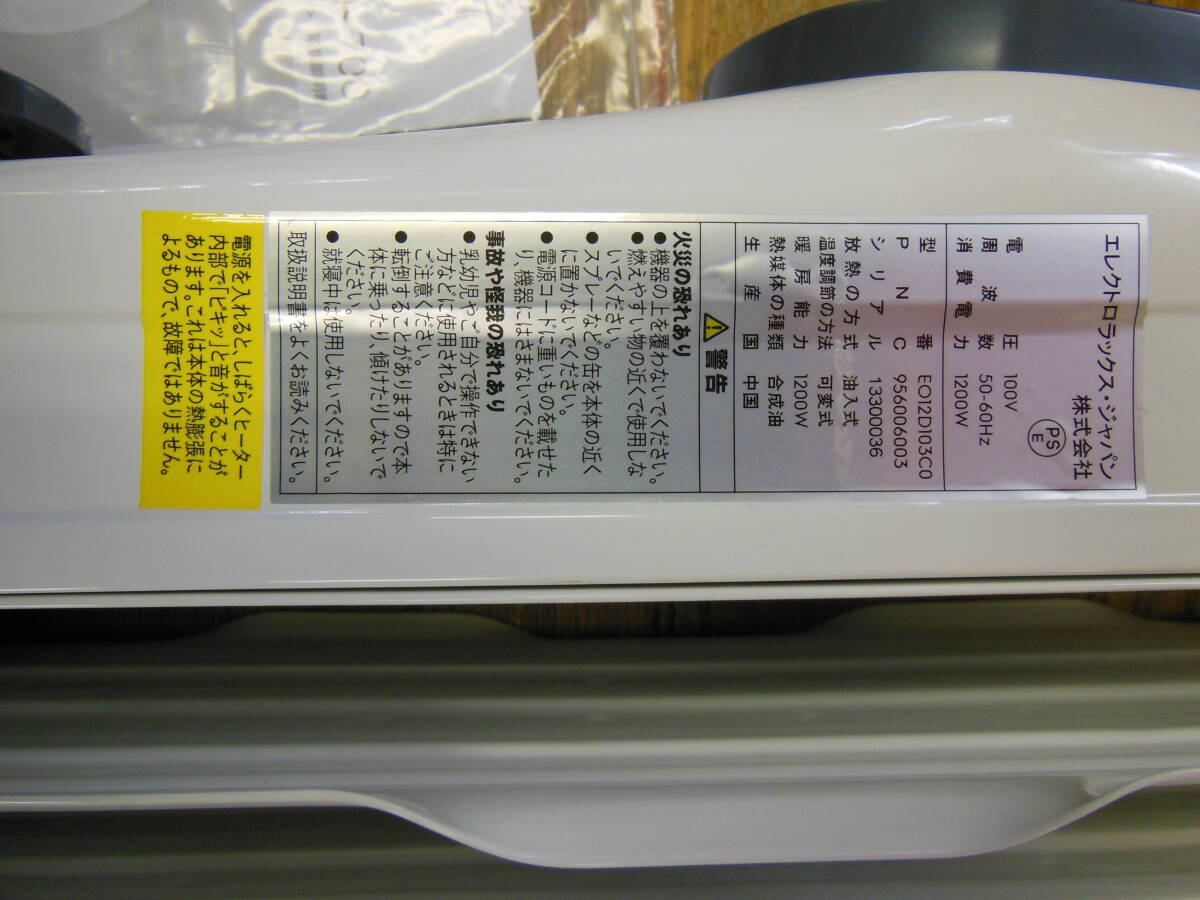 エレクトロラックス・ジャパン
株式会社
PS
E
電圧 100V
周波数 50-60Hz
消費電力 1200W
型番 EO12D103C0
PNC 956006003
シリアル 13300036
放熱の方式 油入式
温度調節の方法 可変式
暖房能力 1200W
熱媒体の種類 合成油
生産国 中国
警告
火災の恐れあり
●機器の上を覆わないでください。
●燃えやすい物の近くで使用しな
いでください。
●スプレーなどの缶を本体の近く
に置かないでください。
●電源コードに重いものを載せた
り、機器にはさまないでください。
事故や怪我の恐れあり
●乳幼児やご自分で操作できない
方などに使用されるときは特に
ご注意ください。
●転倒することがありますので本
体に乗ったり、傾けたりしないで
ください。
●就寝中は使用しないでください。
取扱説明書をよくお読みください。
電源を入れると、しばらくヒーター
内部で「ピキッ」と音がすることが
あります。これは本体の熱膨張に
よるもので、故障ではありません。